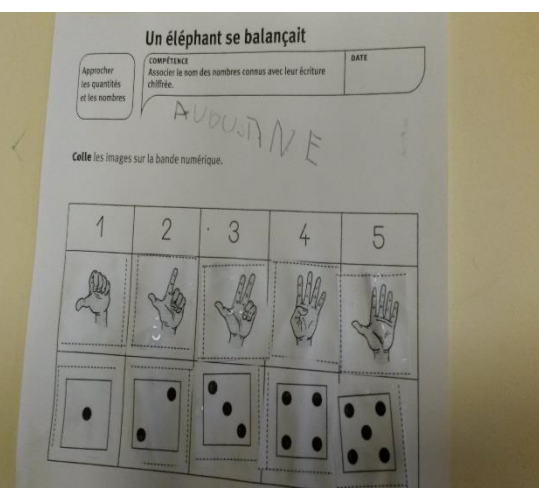 Un éléphant se balançait
Approcher
les quantités
et les nombres
COMPÉTENCE
Associer le nom des nombres connus avec leur écriture
chiffrée.
DATE
AUGUSTINE
Colle les images sur la bande numérique.
1 2 3 4 5